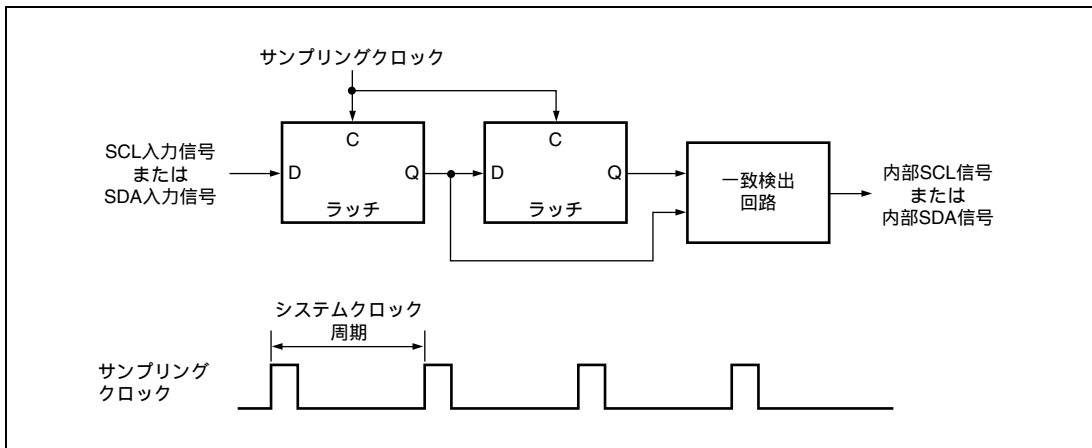 サンプリングクロック
SCL入力信号
または
SDA入力信号
C
D
Q
ラッチ
C
D
Q
ラッチ
一致検出
回路
内部SCL信号
または
内部SDA信号
システムクロック
周期
サンプリング
クロック